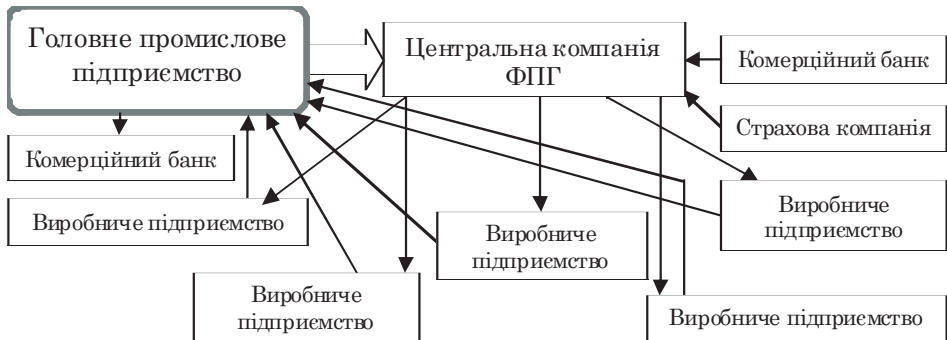 Головне промислове
підприємство
Центральна компанія
ФПГ
Комерційний банк
Страхова компанія
Комерційний банк
Виробниче підприємство
Виробниче
підприємство
Виробниче
підприємство
Виробниче
підприємство
Виробниче підприємство